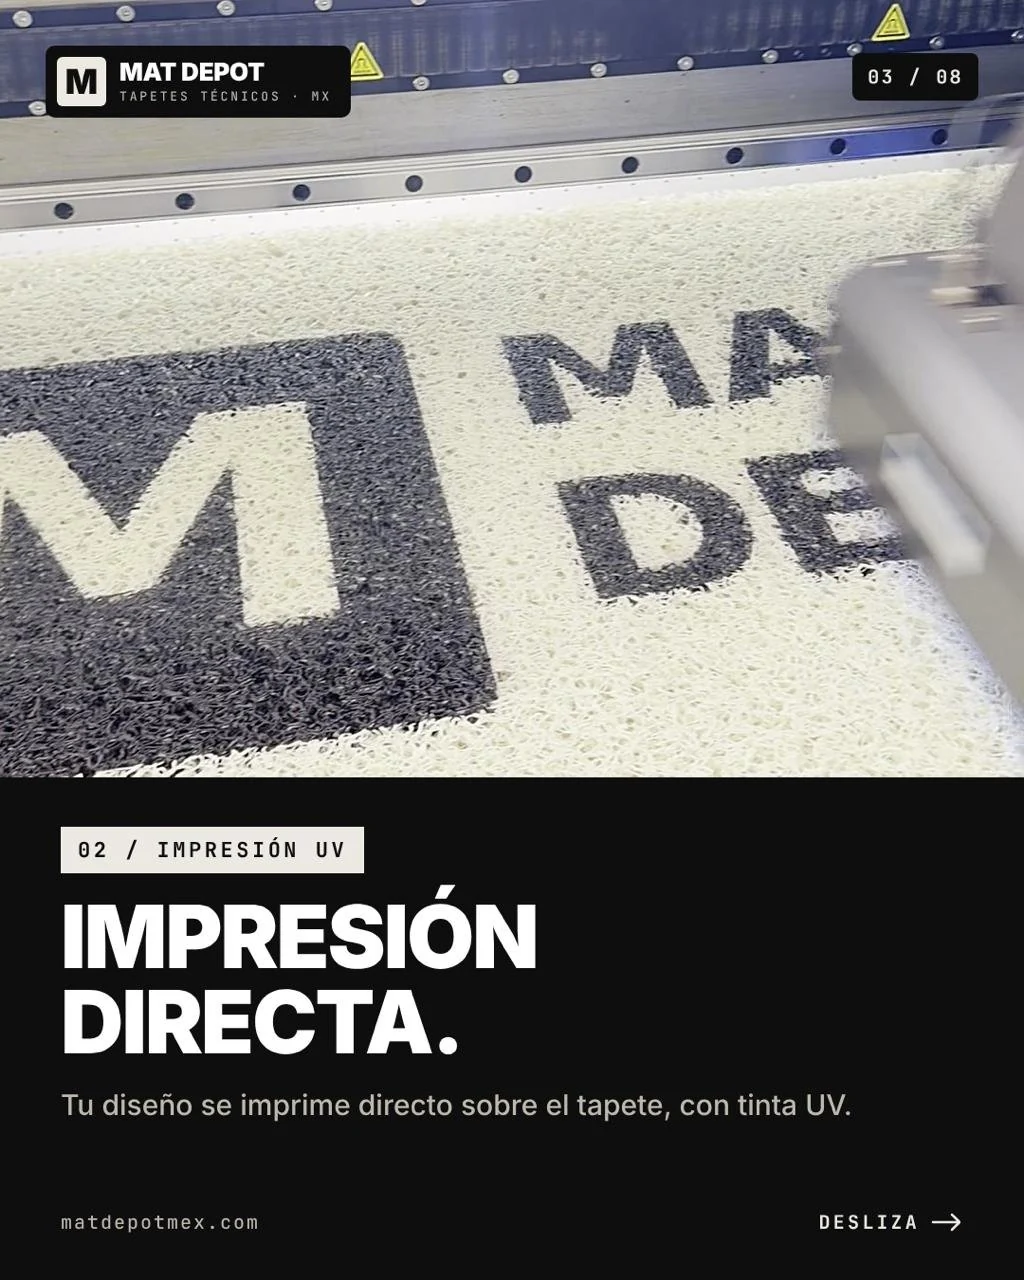 M
MAT DEPOT
TAPETES TÉCNICOS · MX
03 / 08
M
MA
DE
02 / IMPRESIÓN UV
IMPRESIÓN
DIRECTA.
Tu diseño se imprime directo sobre el tapete, con tinta UV.
matdepotmex.com
DESLIZA →